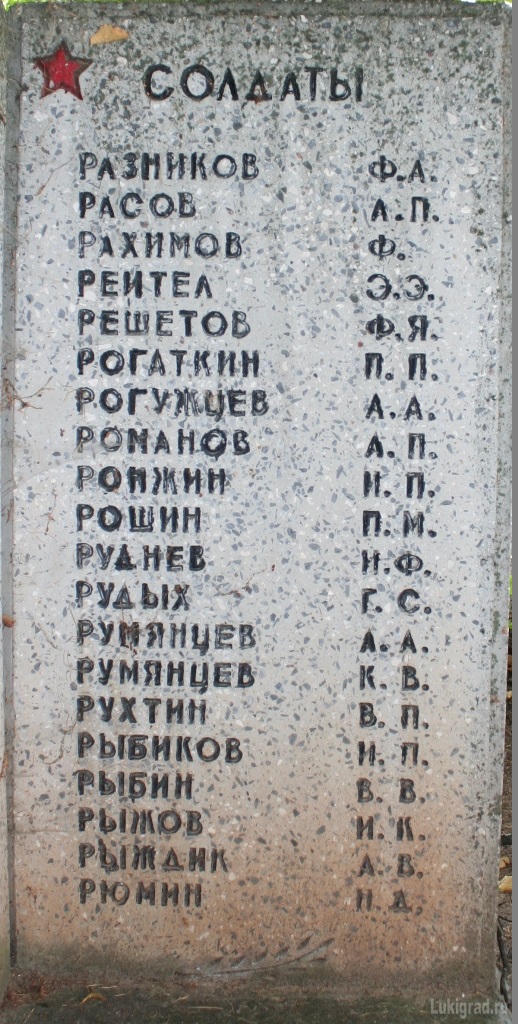 СОЛДАТЫ
РАЗНИКОВ Ф.А.
РАСОВ А.П.
РАХИМОВ Ф.
РЕЙТЕЛ Э.Э.
РЕШЕТОВ Ф.Я.
РОГАТКИН П.П.
РОГУЖЦЕВ А.А.
РОМАНОВ А.П.
РОНЖИН И.П.
РОШИН П.М.
РУДНЕВ Н.Ф.
РУДЫХ Г.С.
РУМЯНЦЕВ А.А.
РУМЯНЦЕВ К.В.
РУХТИН В.П.
РЫБИКОВ И.П.
РЫБИН В.В.
РЫЖОВ И.К.
РЫЖДИК А.В.
РЮМИН Н.Д.
Lukigrad.ru